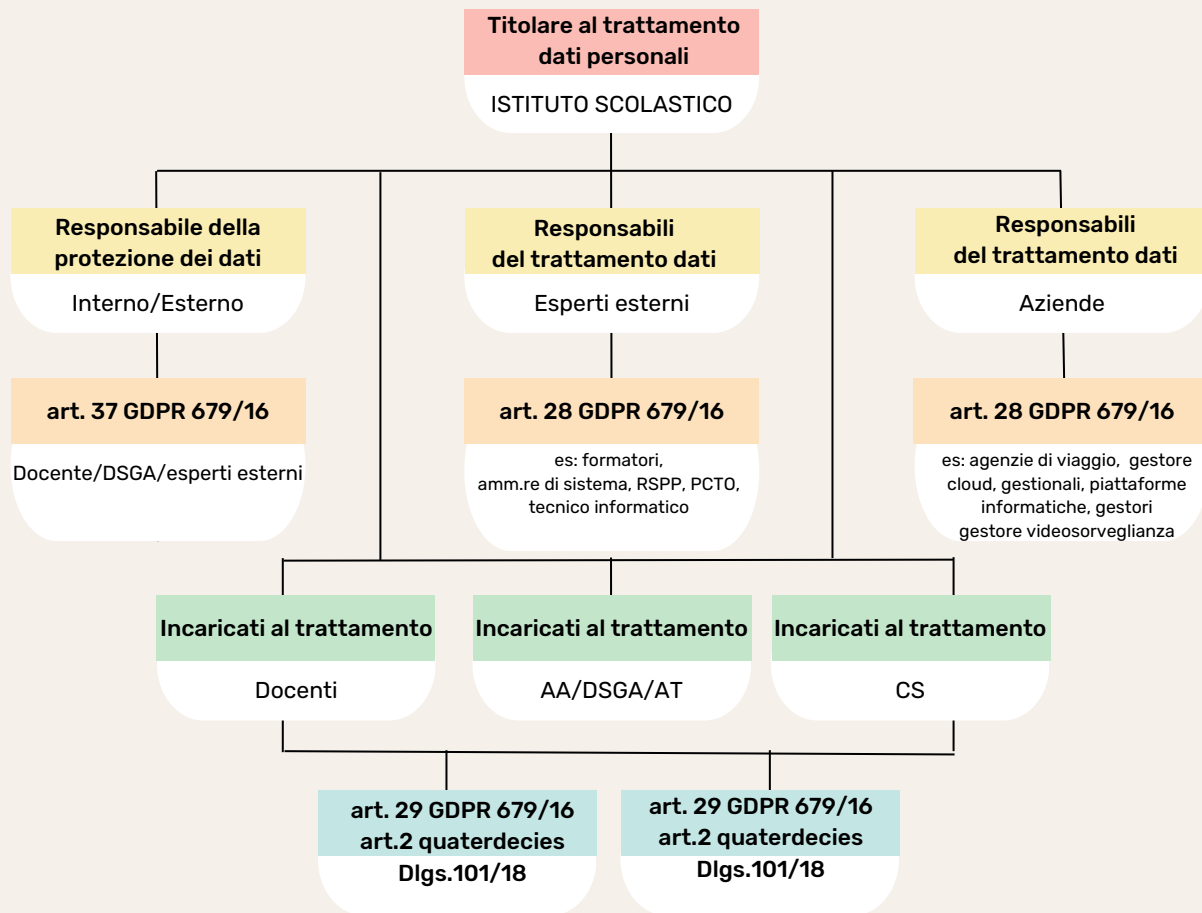 Titolare al trattamento
dati personali
ISTITUTO SCOLASTICO
Responsabile della
protezione dei dati
Interno/Esterno
Responsabili
del trattamento dati
Esperti esterni
Responsabili
del trattamento dati
Aziende
art. 37 GDPR 679/16
Docente/DSGA/esperti esterni
art. 28 GDPR 679/16
es: formatori,
amm.re di sistema, RSPP, PCTO,
tecnico informatico
art. 28 GDPR 679/16
es: agenzie di viaggio, gestore
cloud, gestionali, piattaforme
informatiche, gestori
gestore videosorveglianza
Incaricati al trattamento
Docenti
Incaricati al trattamento
AA/DSGA/AT
Incaricati al trattamento
CS
art. 29 GDPR 679/16
art.2 quaterdecies
Dlgs.101/18
art. 29 GDPR 679/16
art.2 quaterdecies
Dlgs.101/18